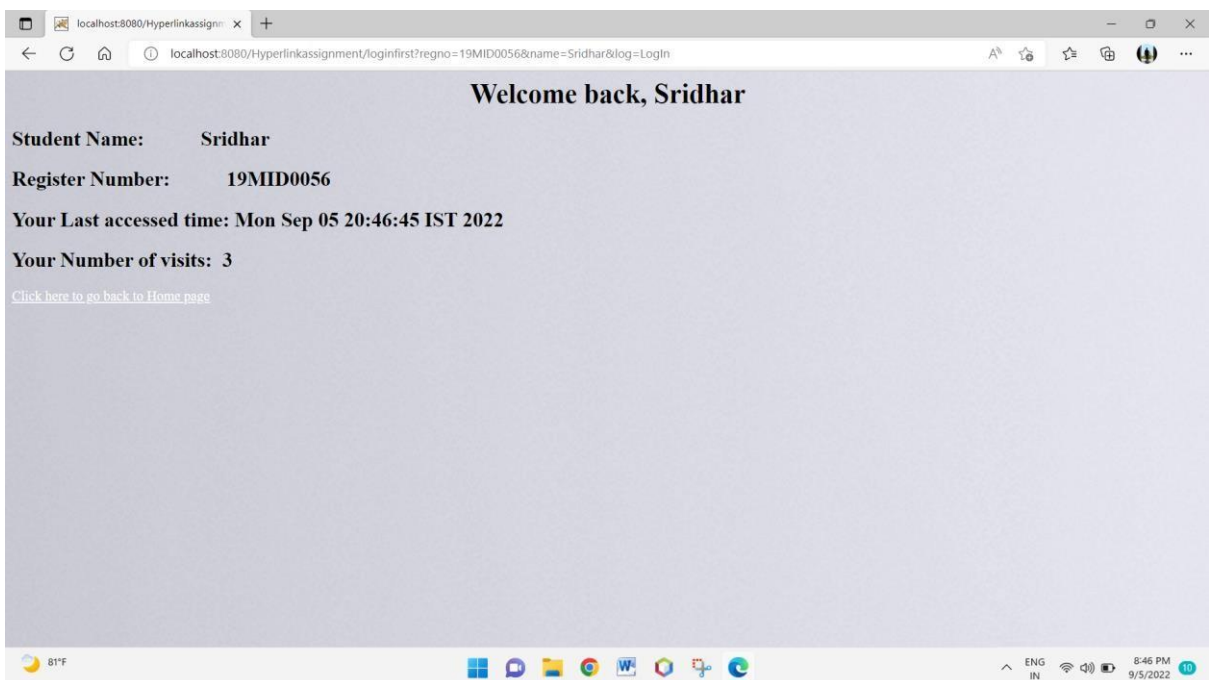 localhost:8080/Hyperlinkassignm
localhost:8080/Hyperlinkassignment/loginfirst?regno=19MID0056&name=Sridhar&log=LogIn
Welcome back, Sridhar
Student Name: Sridhar
Register Number: 19MID0056
Your Last accessed time: Mon Sep 05 20:46:45 IST 2022
Your Number of visits: 3
Click here to go back to Home page
81°F
ENG
IN
8:46 PM
9/5/2022
10